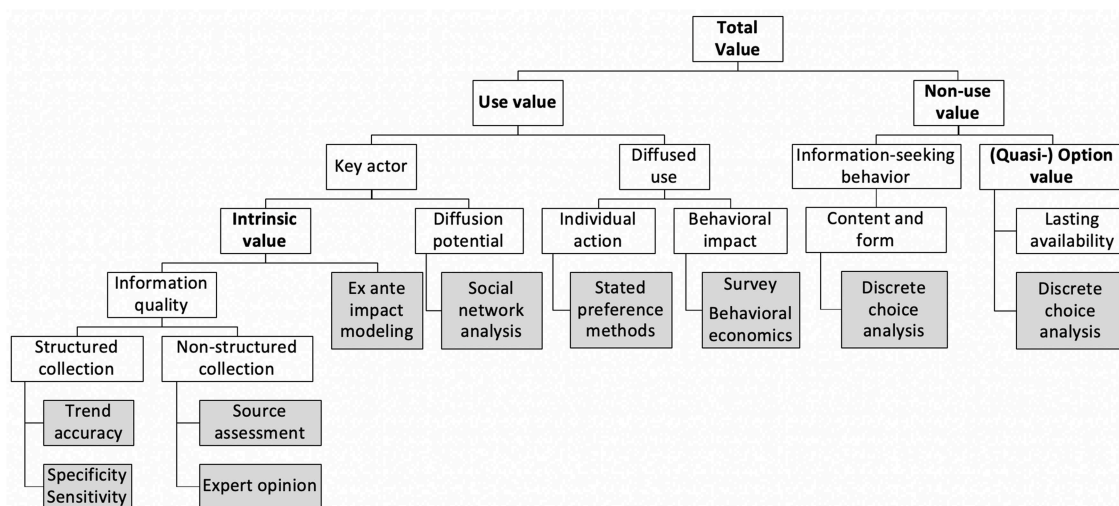 Total
Value
Use value
Non-use
value
Key actor
Diffused
use
Information-seeking
behavior
(Quasi-) Option
value
Intrinsic
value
Diffusion
potential
Individual
action
Behavioral
impact
Content and
form
Lasting
availability
Information
quality
Ex ante
impact
modeling
Social
network
analysis
Stated
preference
methods
Survey
Behavioral
economics
Discrete
choice
analysis
Discrete
choice
analysis
Structured
collection
Non-structured
collection
Trend
accuracy
Source
assessment
Specificity
Sensitivity
Expert opinion